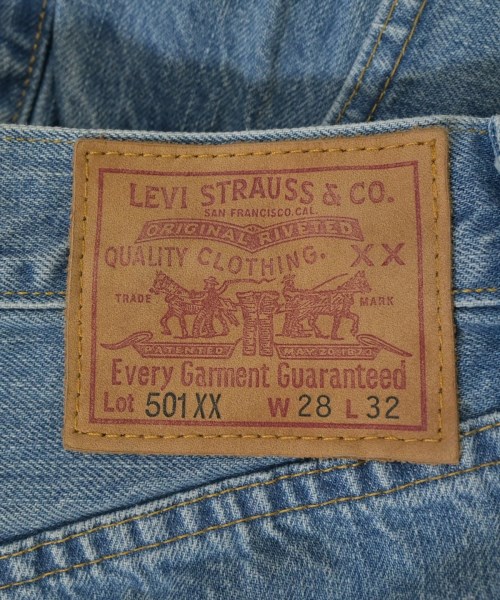 LEVI STRAUSS & CO.
SAN FRANCISCO, CAL.
ORIGINAL RIVETED
QUALITY CLOTHING. XX
TRADE MARK
PATENTED MAY 20 1873
Every Garment Guaranteed
Lot 501XX W 28 L 32